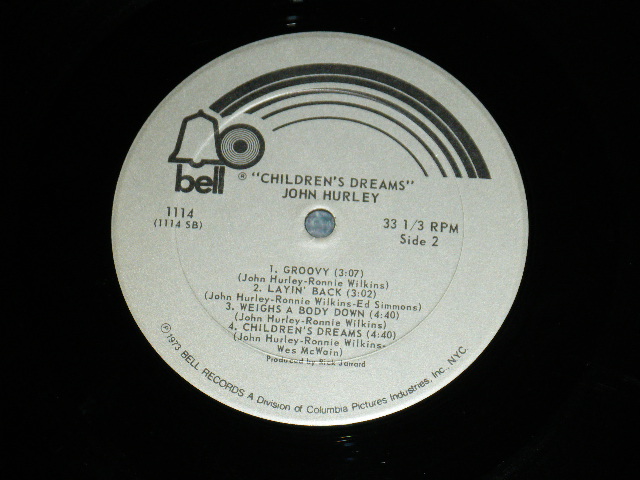 bell ® "CHILDREN'S DREAMS"
JOHN HURLEY
1114
(1114 SB)
33 1/3 RPM
Side 2
1. GROOVY (3:07)
(John Hurley-Ronnie Wilkins)
2. LAYIN' BACK (3:02)
(John Hurley-Ronnie Wilkins-Ed Simmons)
3. WEIGHS A BODY DOWN (4:40)
(John Hurley-Ronnie Wilkins)
4. CHILDREN'S DREAMS (4:40)
(John Hurley-Ronnie Wilkins-
Wes McWain)
Produced by Rick Jarrard
℗ 1973 BELL RECORDS A Division of Columbia Pictures Industries, Inc., N.Y.C.